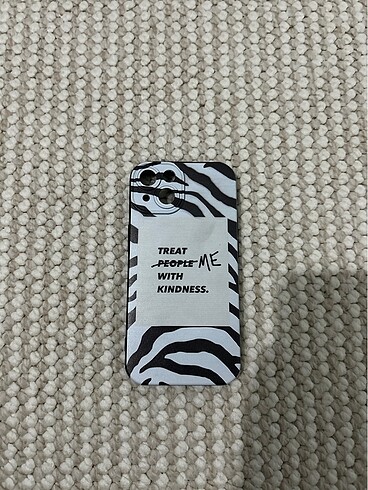 TREAT
PEOPLE ME
WITH
KINDNESS.